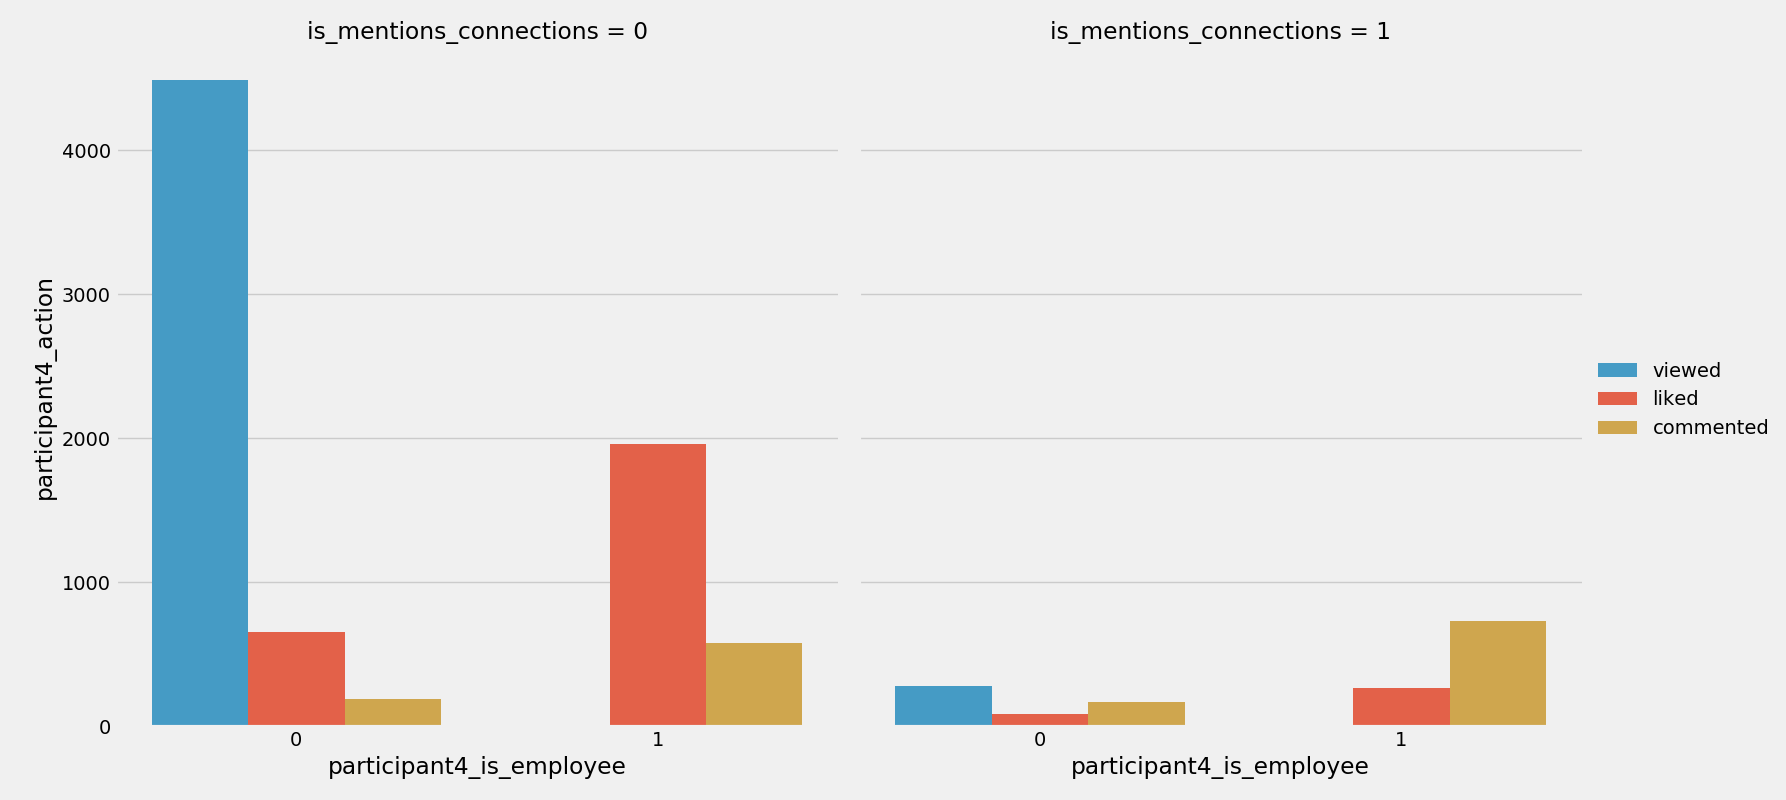 is_mentions_connections = 0
is_mentions_connections = 1
participant4_action
4000
3000
2000
1000
0
0
1
participant4_is_employee
0
1
participant4_is_employee
viewed
liked
commented